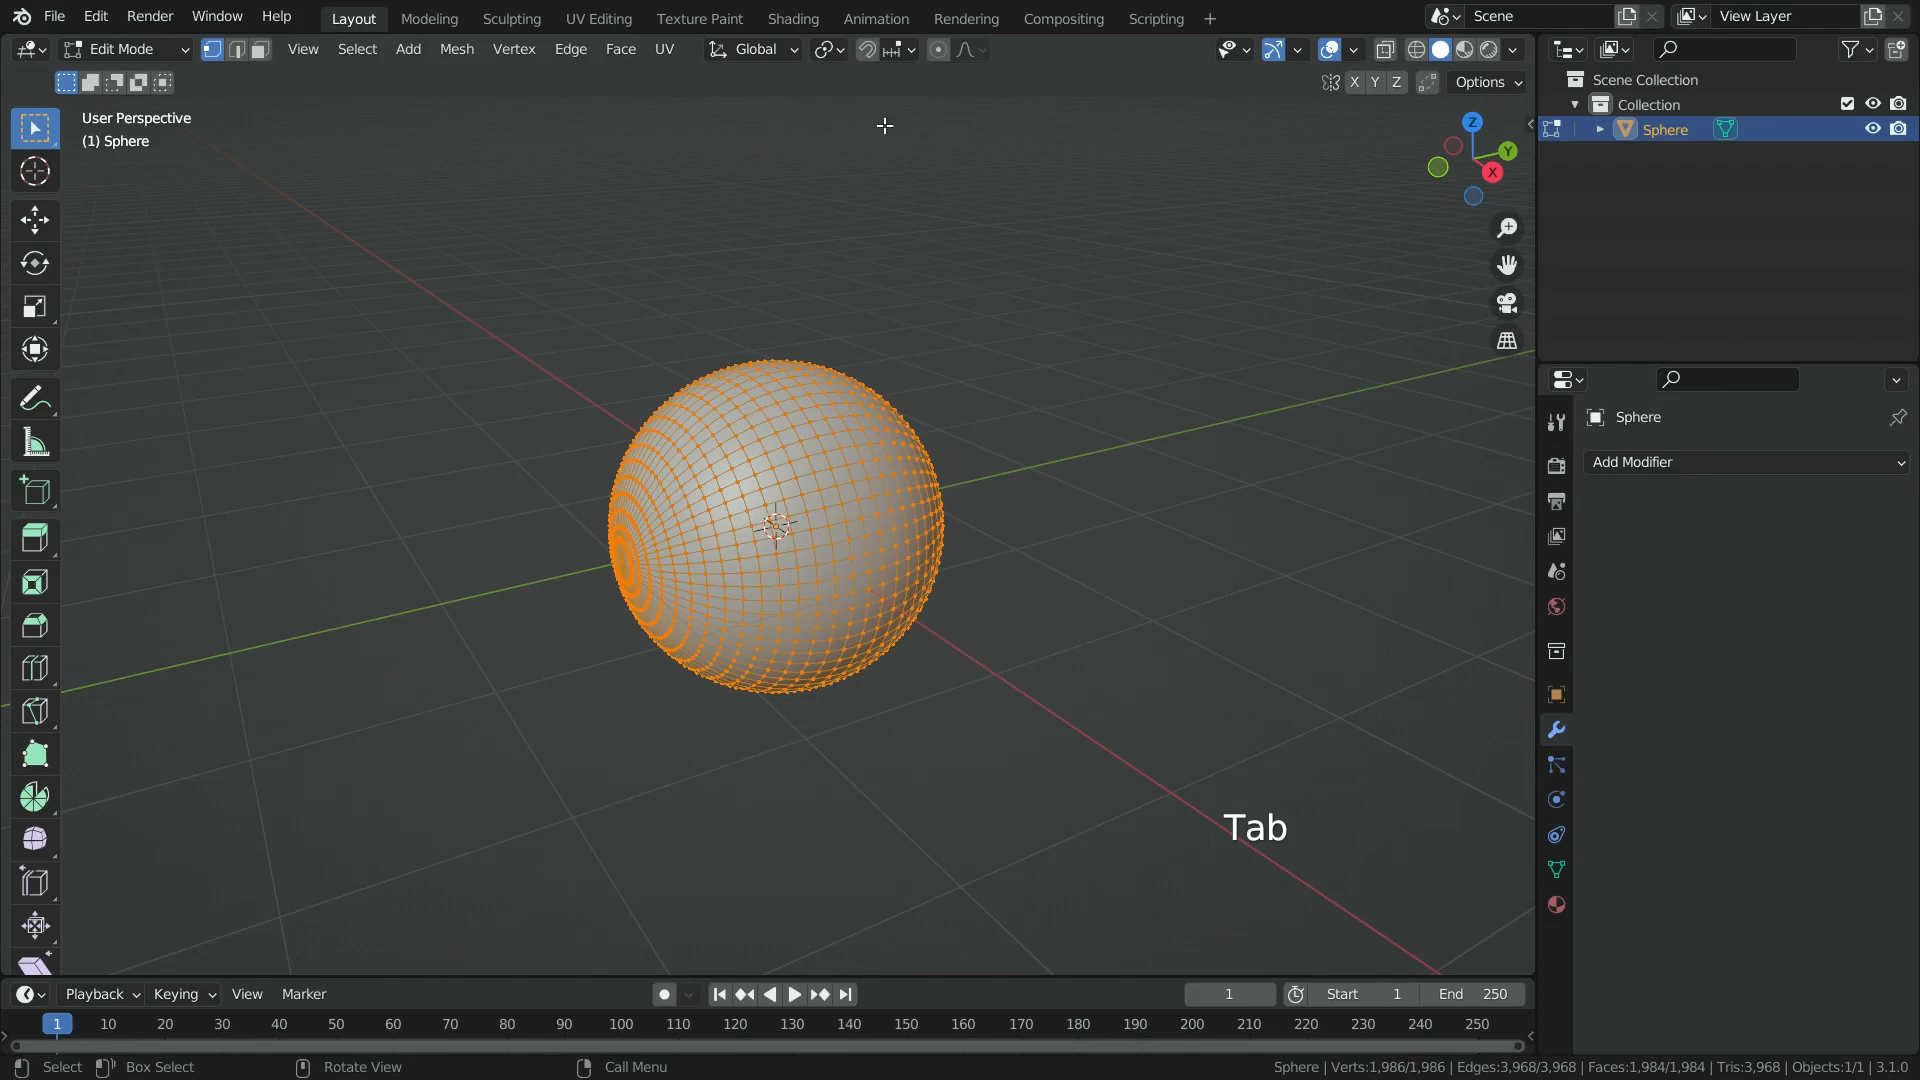 File Edit Render Window Help Layout Modeling Sculpting UV Editing Texture Paint Shading Animation Rendering Compositing Scripting + Scene View Layer
Edit Mode View Select Add Mesh Vertex Edge Face UV Global
X Y Z Options
User Perspective
(1) Sphere
Z
Y
X
Scene Collection
Collection
Sphere
Sphere
Add Modifier
Tab
Playback Keying View Marker 1 Start 1 End 250
1 10 20 30 40 50 60 70 80 90 100 110 120 130 140 150 160 170 180 190 200 210 220 230 240 250
Select Box Select Rotate View Call Menu Sphere | Verts:1,986/1,986 | Edges:3,968/3,968 | Faces:1,984/1,984 | Tris:3,968 | Objects:1/1 | 3.1.0